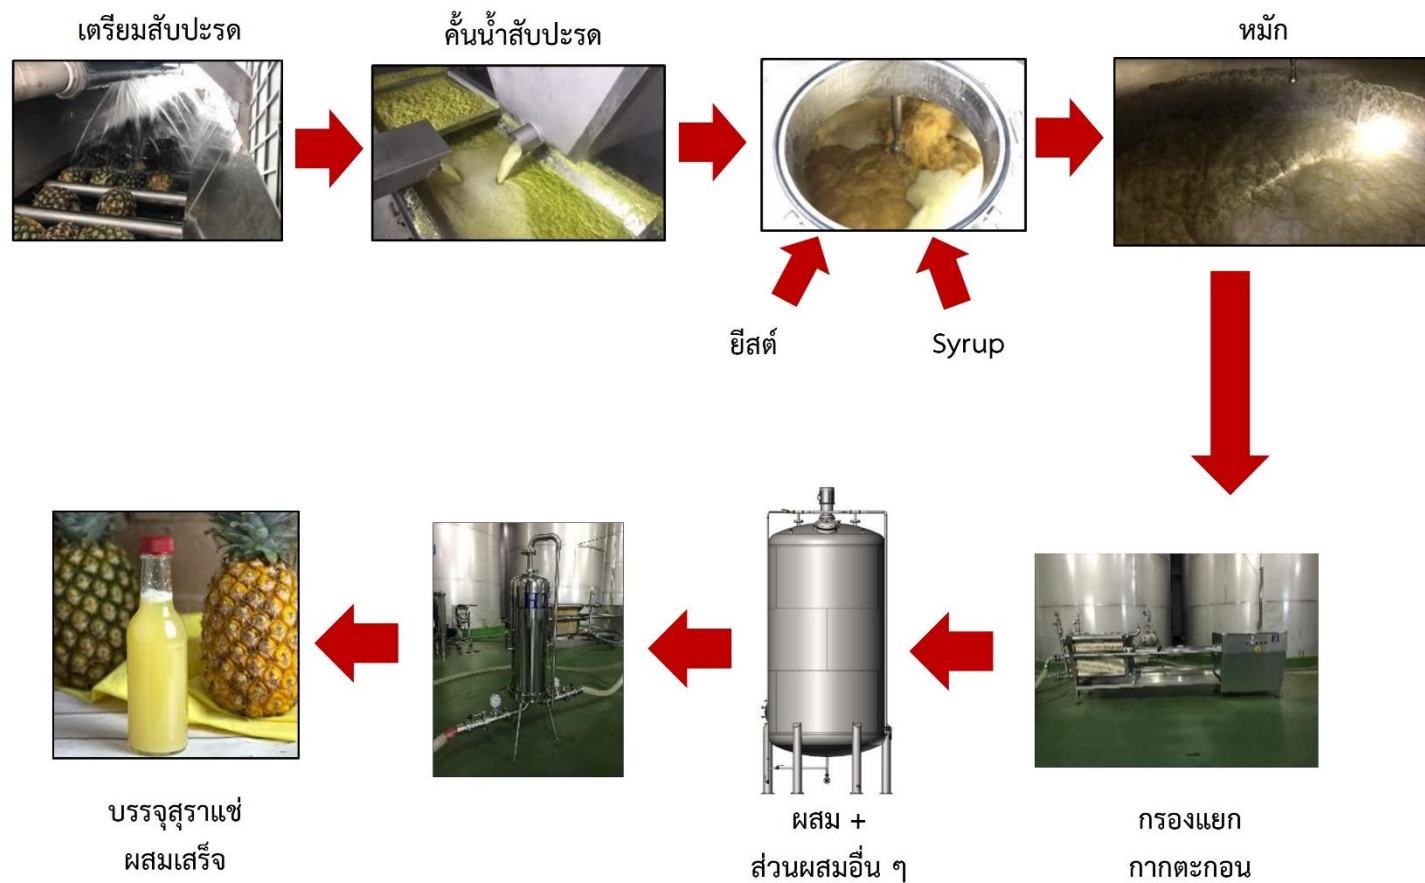 เตรียมสับปะรด
คั้นน้ำสับปะรด
หมัก
ยีสต์
Syrup
บรรจุสุราแช่
ผสมเสร็จ
ผสม +
ส่วนผสมอื่น ๆ
กรองแยก
กากตะกอน